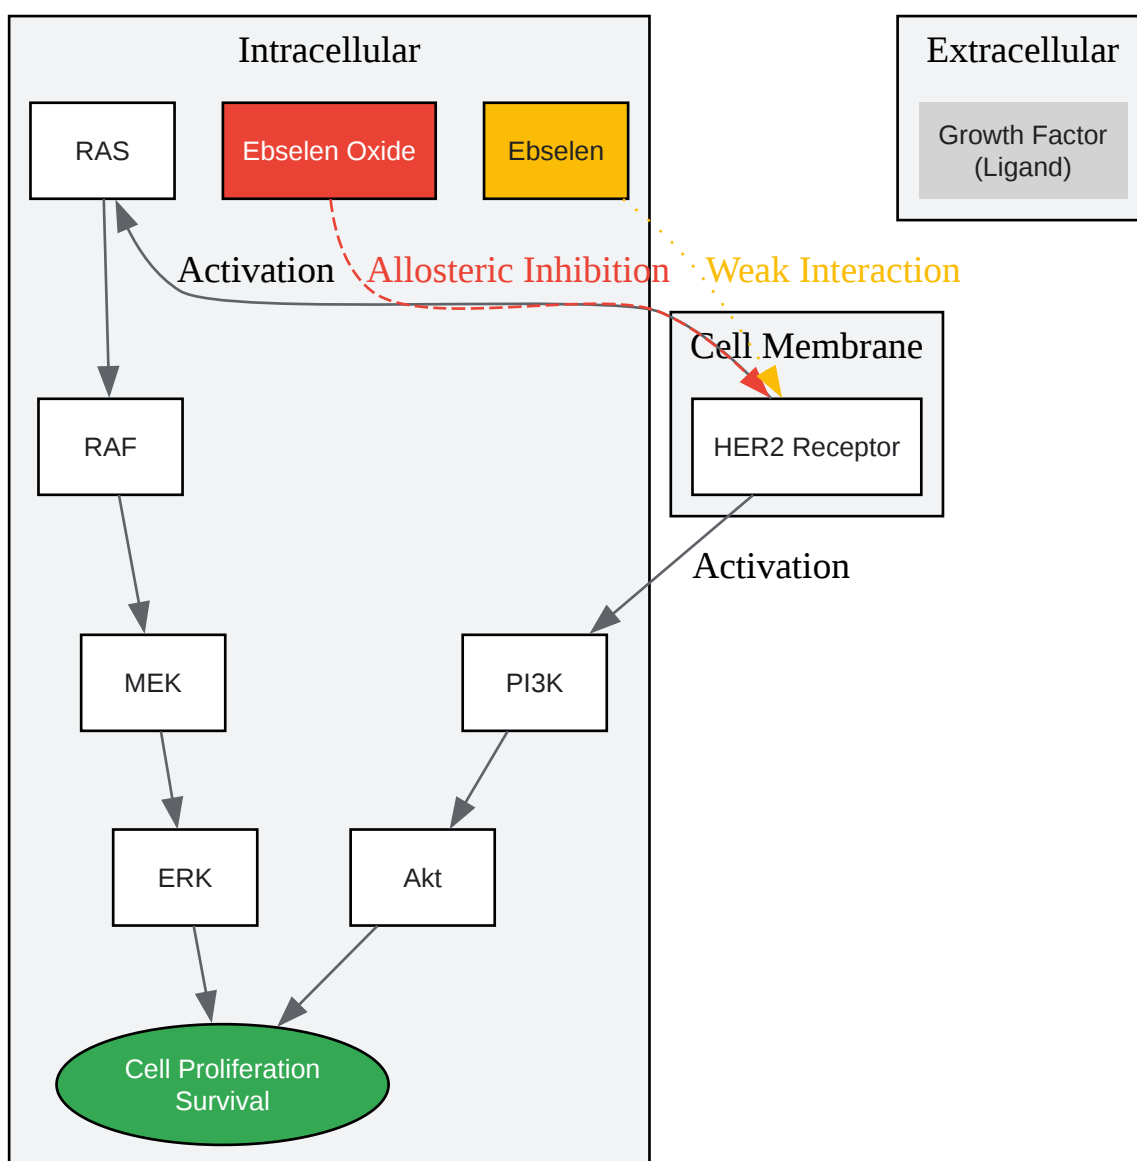 Intracellular
Extracellular
RAS
Ebselen Oxide
Ebselen
Growth Factor
(Ligand)
Activation
Allosteric Inhibition
Weak Interaction
Cell Membrane
RAF
HER2 Receptor
Activation
MEK
PI3K
ERK
Akt
Cell Proliferation
Survival